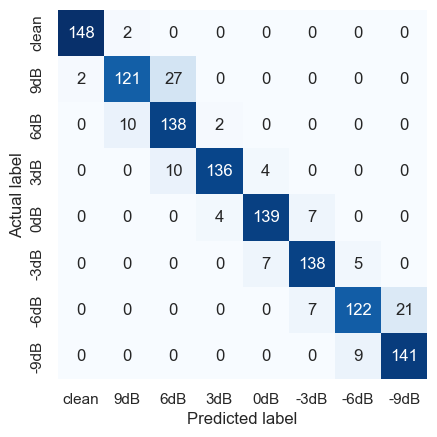 Actual label
clean 148 2 0 0 0 0 0 0
9dB 2 121 27 0 0 0 0 0
6dB 0 10 138 2 0 0 0 0
3dB 0 0 10 136 4 0 0 0
0dB 0 0 0 4 139 7 0 0
-3dB 0 0 0 0 7 138 5 0
-6dB 0 0 0 0 0 7 122 21
-9dB 0 0 0 0 0 0 9 141
clean 9dB 6dB 3dB 0dB -3dB -6dB -9dB
Predicted label